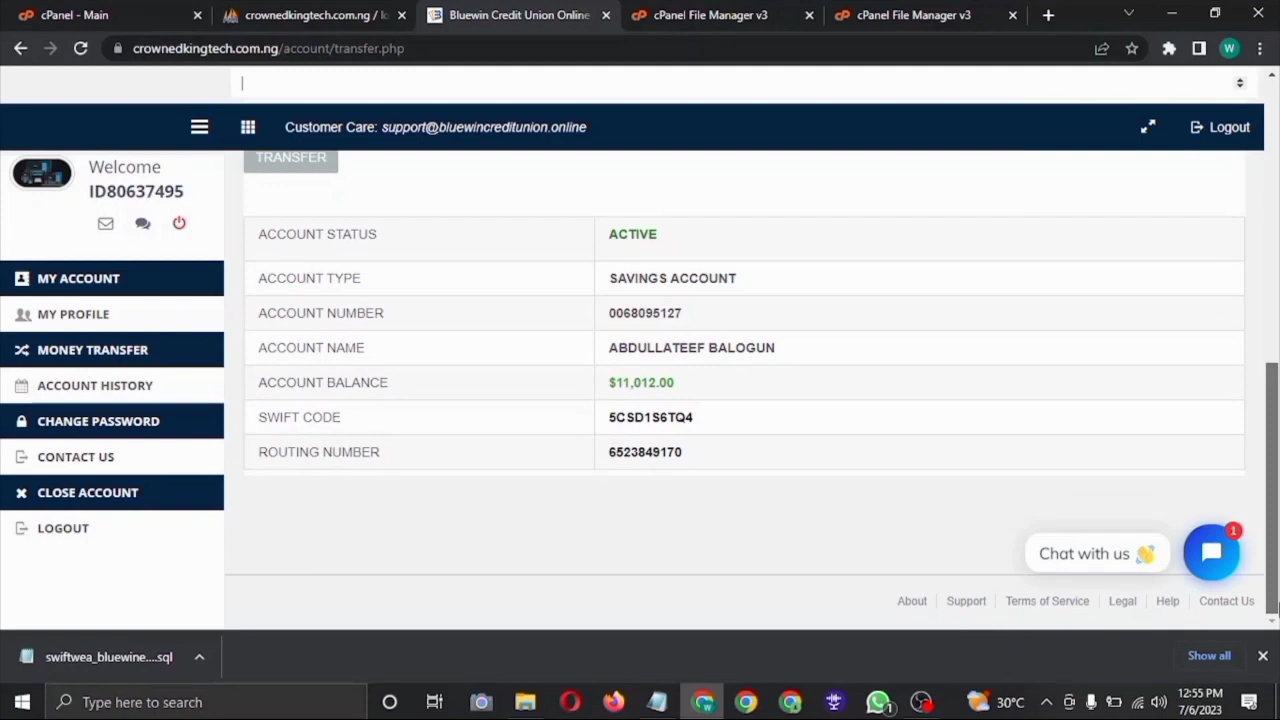 cPanel - Main
crownedkingtech.com.ng / lo
Bluewin Credit Union Online
cPanel File Manager v3
cPanel File Manager v3
crownedkingtech.com.ng/account/transfer.php
W
Customer Care: support@bluewincreditunion.online
Logout
Welcome
ID80637495
TRANSFER
MY ACCOUNT
MY PROFILE
MONEY TRANSFER
ACCOUNT HISTORY
CHANGE PASSWORD
CONTACT US
CLOSE ACCOUNT
LOGOUT
ACCOUNT STATUS ACTIVE
ACCOUNT TYPE SAVINGS ACCOUNT
ACCOUNT NUMBER 0068095127
ACCOUNT NAME ABDULLATEEF BALOGUN
ACCOUNT BALANCE $11,012.00
SWIFT CODE 5CSD1S6TQ4
ROUTING NUMBER 6523849170
Chat with us 👋
1
About Support Terms of Service Legal Help Contact Us
swiftwea_bluewine....sql
Show all
Type here to search
1
30°C
12:55 PM
7/6/2023